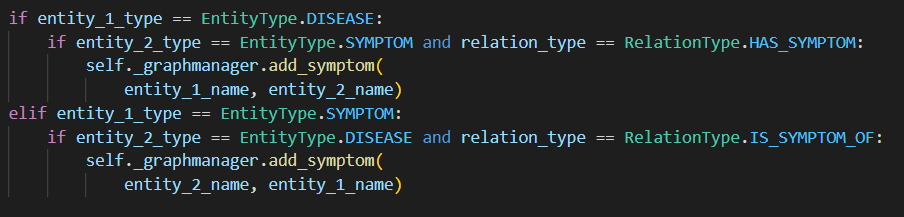 if entity_1_type == EntityType.DISEASE:
    if entity_2_type == EntityType.SYMPTOM and relation_type == RelationType.HAS_SYMPTOM:
        self._graphmanager.add_symptom(
            entity_1_name, entity_2_name)
elif entity_1_type == EntityType.SYMPTOM:
    if entity_2_type == EntityType.DISEASE and relation_type == RelationType.IS_SYMPTOM_OF:
        self._graphmanager.add_symptom(
            entity_2_name, entity_1_name)